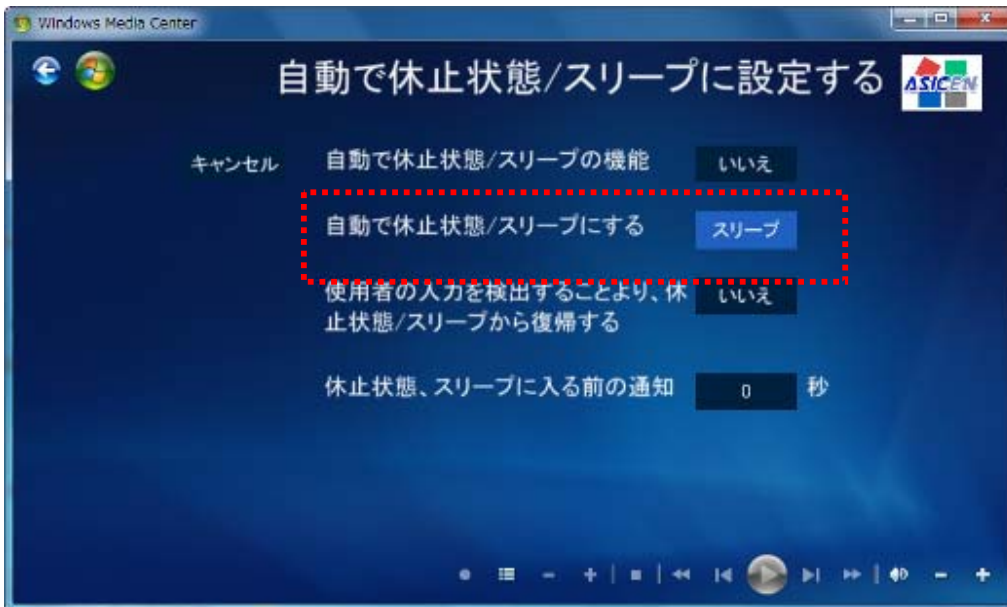 Windows Media Center
自動で休止状態/スリープに設定する
ASICEN
キャンセル
自動で休止状態/スリープの機能 いいえ
自動で休止状態/スリープにする スリープ
使用者の入力を検出することより、休 いいえ
止状態/スリープから復帰する
休止状態、スリープに入る前の通知 0 秒